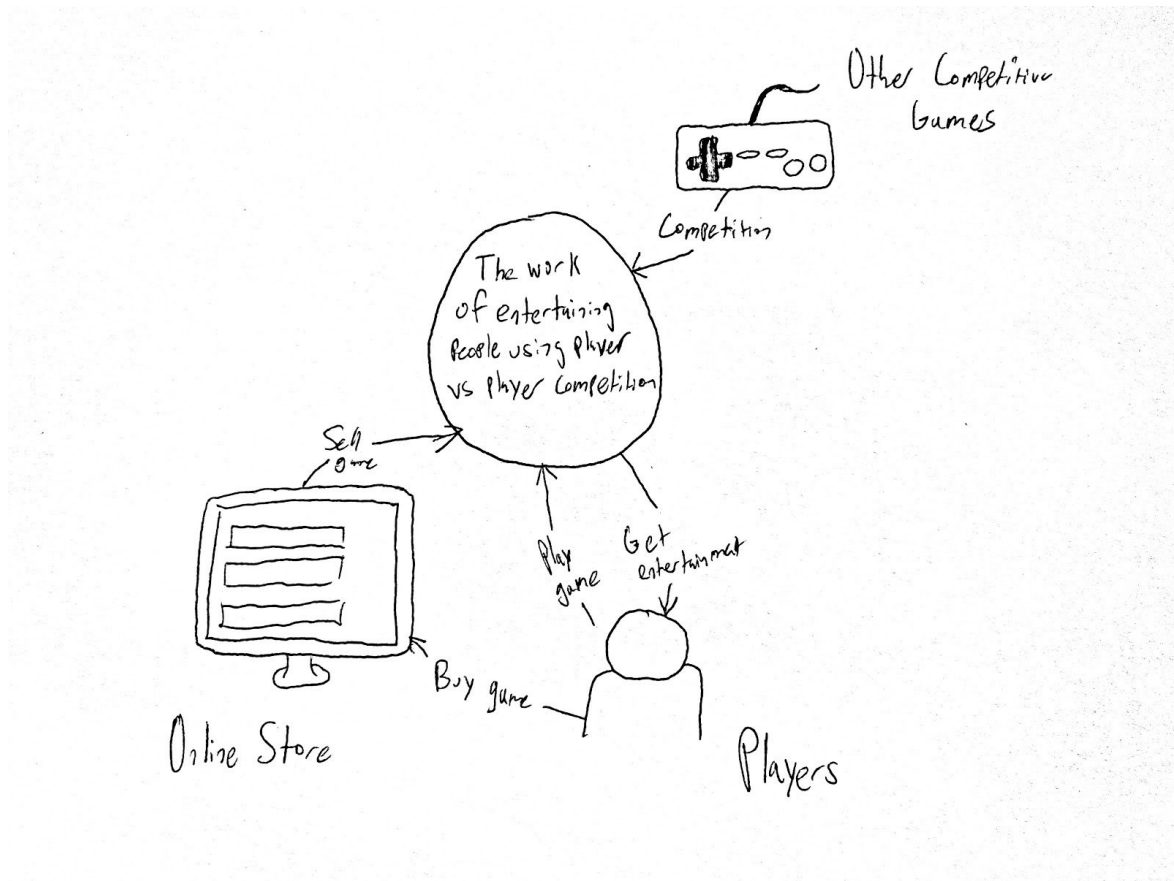 Other Competitive
Games
Competition
The work
of entertaining
People using player
vs player competition
Sell
game
Play
game
Get
entertainment
Buy game
Online Store
Players